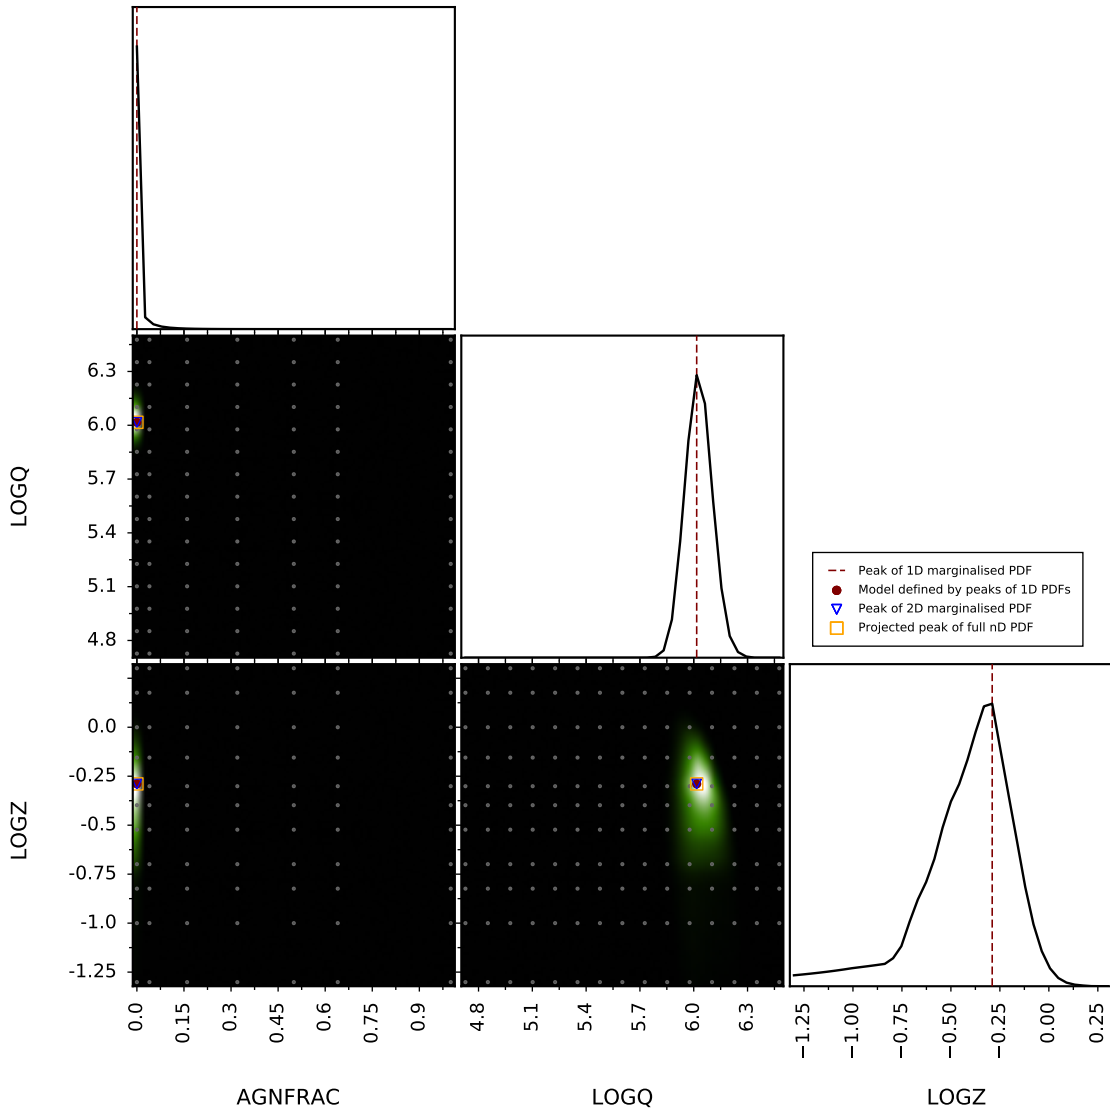 LOGQ
6.3
6.0
5.7
5.4
5.1
4.8
Peak of 1D marginalised PDF
Model defined by peaks of 1D PDFs
Peak of 2D marginalised PDF
Projected peak of full nD PDF
LOGZ
0.0
-0.25
-0.5
-0.75
-1.0
-1.25
0.0 0.15 0.3 0.45 0.6 0.75 0.9
4.8 5.1 5.4 5.7 6.0 6.3
−1.25 −1.00 −0.75 −0.50 −0.25 0.00 0.25
AGNFRAC LOGQ LOGZ